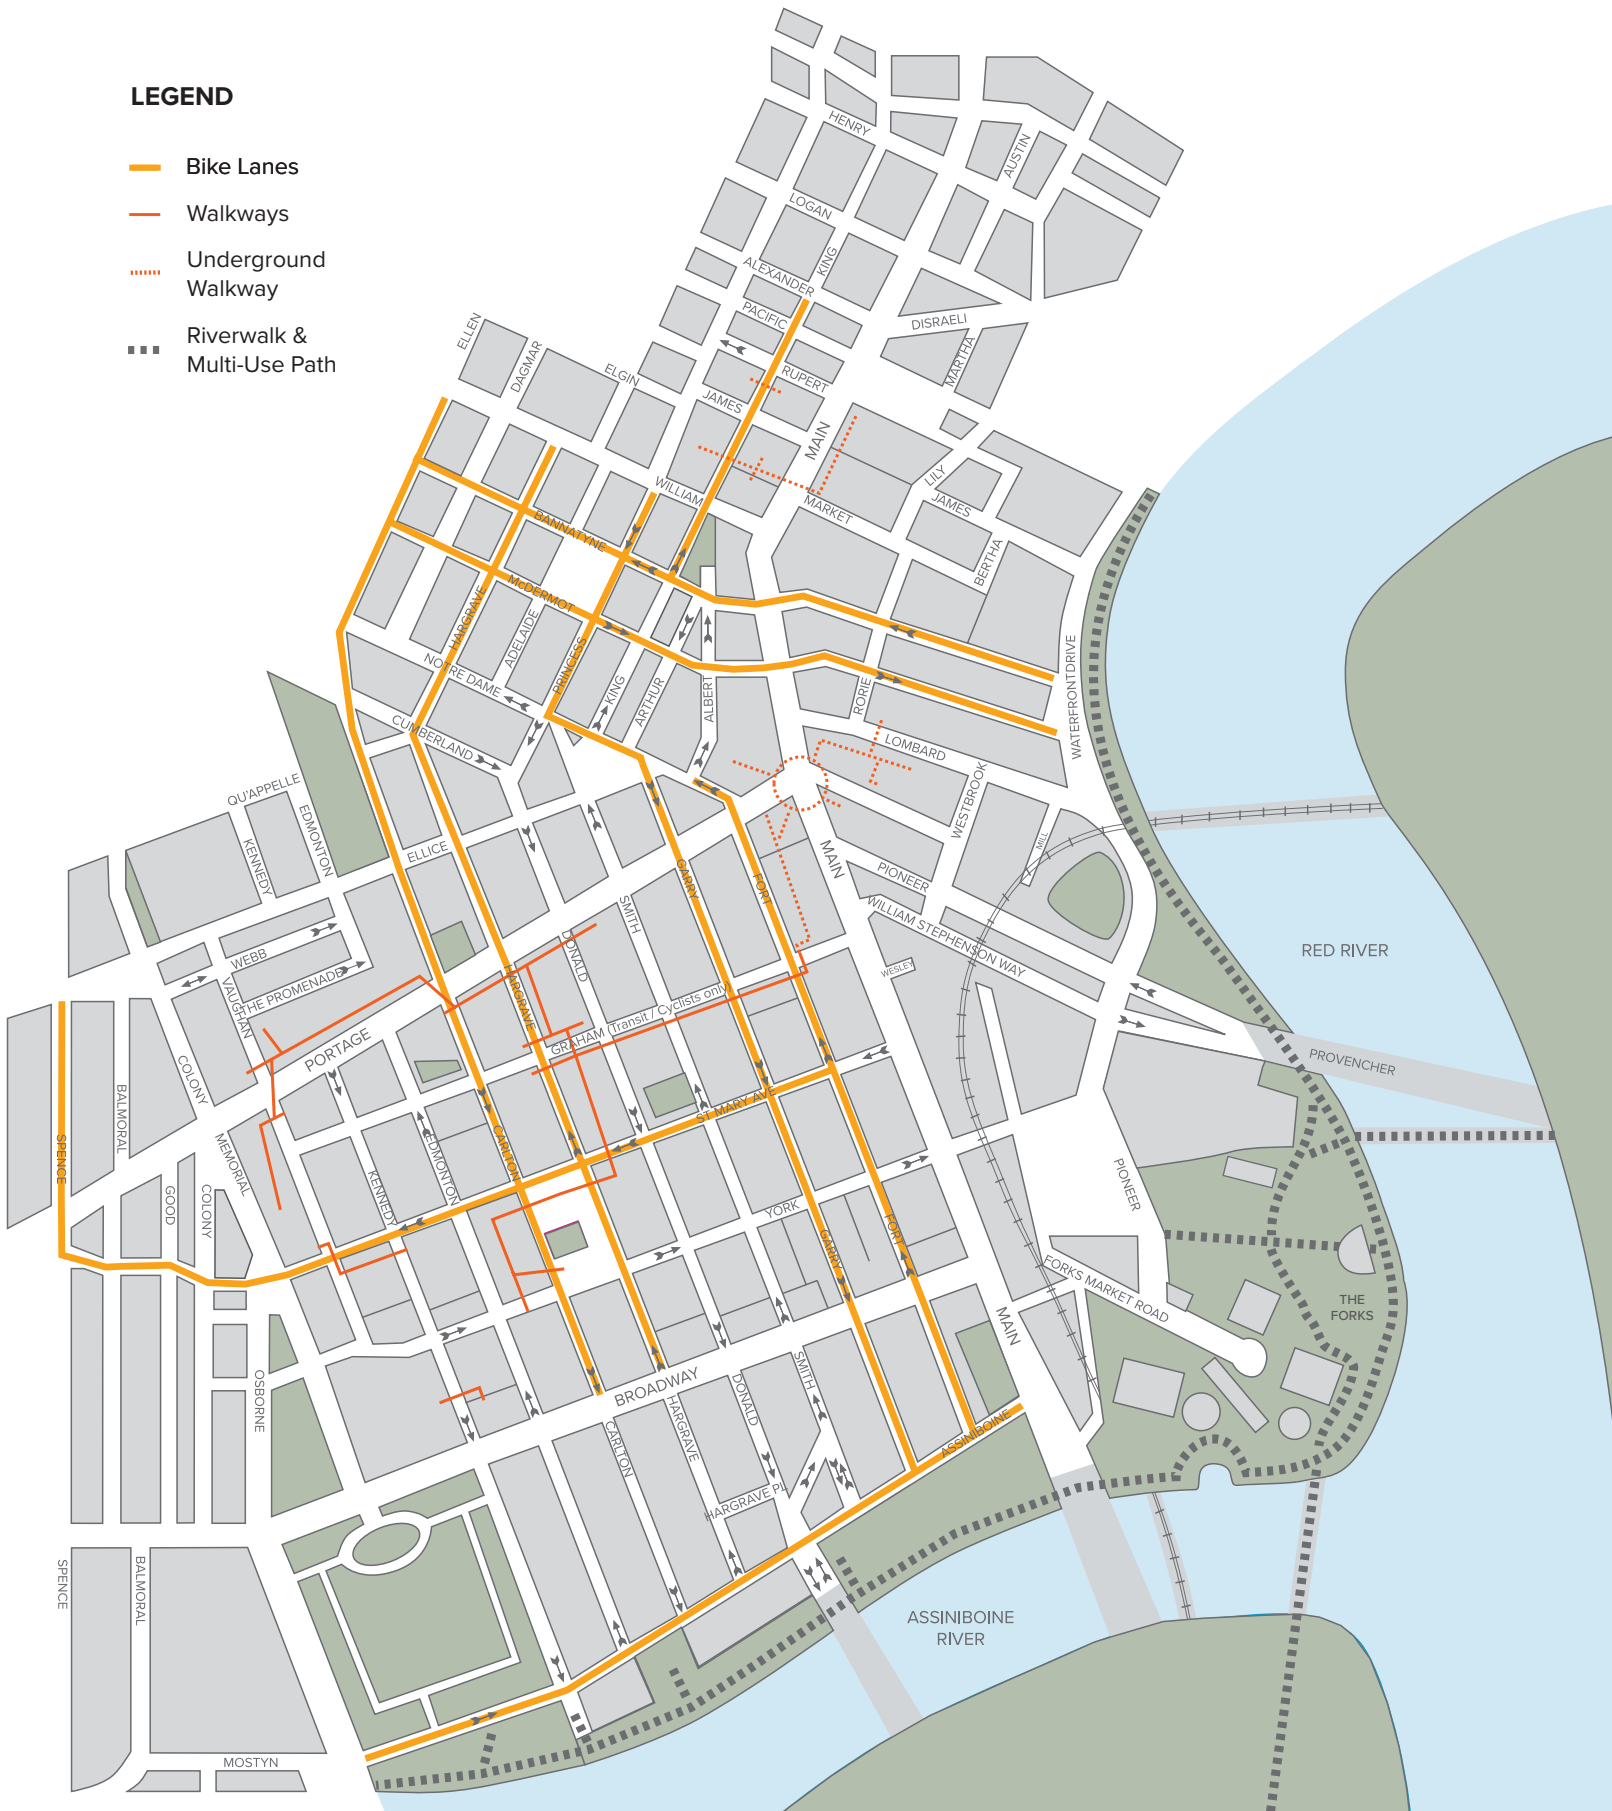 LEGEND
Bike Lanes
Walkways
Underground
Walkway
Riverwalk &
Multi-Use Path
HENRY
AUSTIN
LOGAN
KING
ALEXANDER
PACIFIC
DISRAELI
MARTHA
ELLEN
DAGMAR
ELGIN
RUPERT
JAMES
MAIN
LILY
JAMES
WILLIAM
MARKET
BANNATYNE
BERTHA
McDERMOT
HARGRAVE
ADELAIDE
PRINCESS
NOTRE DAME
KING
ARTHUR
ALBERT
RORIE
WATERFRONT DRIVE
CUMBERLAND
LOMBARD
WESTBROOK
QU'APPELLE
EDMONTON
KENNEDY
ELLICE
MILL
MAIN
PIONEER
GARRY
FORT
SMITH
WILLIAM STEPHENSON WAY
WESLEY
DONALD
RED RIVER
WEBB
THE PROMENADE
VAUGHAN
HARGRAVE
GRAHAM (Transit / Cyclists only)
PORTAGE
PROVENCHER
COLONY
BALMORAL
SPENCE
MEMORIAL
ST MARY AVE
CARLTON
EDMONTON
KENNEDY
GOOD
COLONY
PIONEER
YORK
GARRY
FORT
FORKS MARKET ROAD
THE
FORKS
MAIN
OSBORNE
BROADWAY
SMITH
DONALD
HARGRAVE
CARLTON
ASSINIBOINE
HARGRAVE PL
SPENCE
BALMORAL
ASSINIBOINE
RIVER
MOSTYN